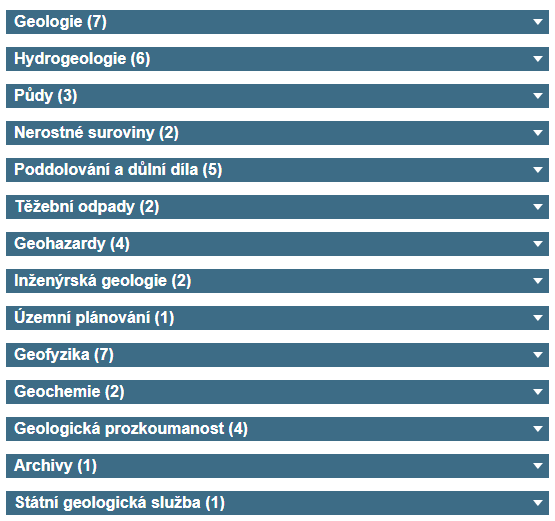 Geologie (7)
Hydrogeologie (6)
Půdy (3)
Nerostné suroviny (2)
Poddolování a důlní díla (5)
Těžební odpady (2)
Geohazardy (4)
Inženýrská geologie (2)
Územní plánování (1)
Geofyzika (7)
Geochemie (2)
Geologická prozkoumanost (4)
Archivy (1)
Státní geologická služba (1)